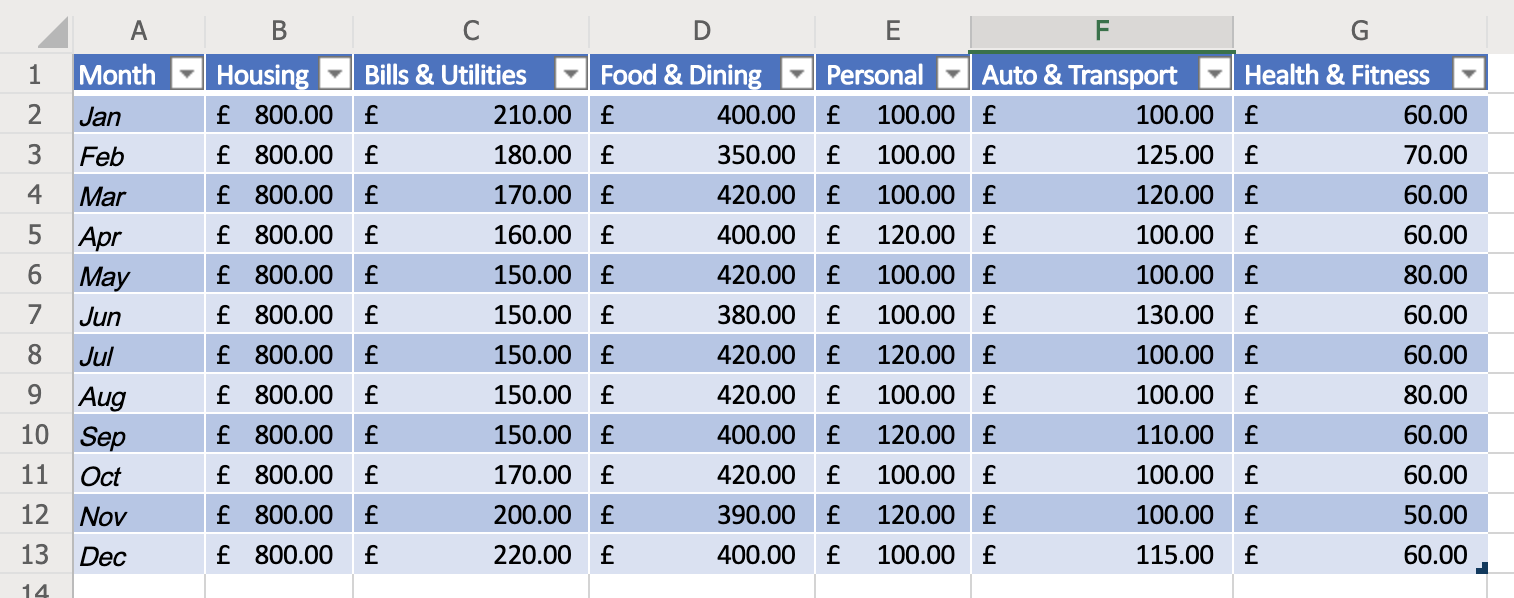 A B C D E F G
1 Month Housing Bills & Utilities Food & Dining Personal Auto & Transport Health & Fitness
2 Jan £ 800.00 £ 210.00 £ 400.00 £ 100.00 £ 100.00 £ 60.00
3 Feb £ 800.00 £ 180.00 £ 350.00 £ 100.00 £ 125.00 £ 70.00
4 Mar £ 800.00 £ 170.00 £ 420.00 £ 100.00 £ 120.00 £ 60.00
5 Apr £ 800.00 £ 160.00 £ 400.00 £ 120.00 £ 100.00 £ 60.00
6 May £ 800.00 £ 150.00 £ 420.00 £ 100.00 £ 100.00 £ 80.00
7 Jun £ 800.00 £ 150.00 £ 380.00 £ 100.00 £ 130.00 £ 60.00
8 Jul £ 800.00 £ 150.00 £ 420.00 £ 120.00 £ 100.00 £ 60.00
9 Aug £ 800.00 £ 150.00 £ 420.00 £ 100.00 £ 100.00 £ 80.00
10 Sep £ 800.00 £ 150.00 £ 400.00 £ 120.00 £ 110.00 £ 60.00
11 Oct £ 800.00 £ 170.00 £ 420.00 £ 100.00 £ 100.00 £ 60.00
12 Nov £ 800.00 £ 200.00 £ 390.00 £ 120.00 £ 100.00 £ 50.00
13 Dec £ 800.00 £ 220.00 £ 400.00 £ 100.00 £ 115.00 £ 60.00
14